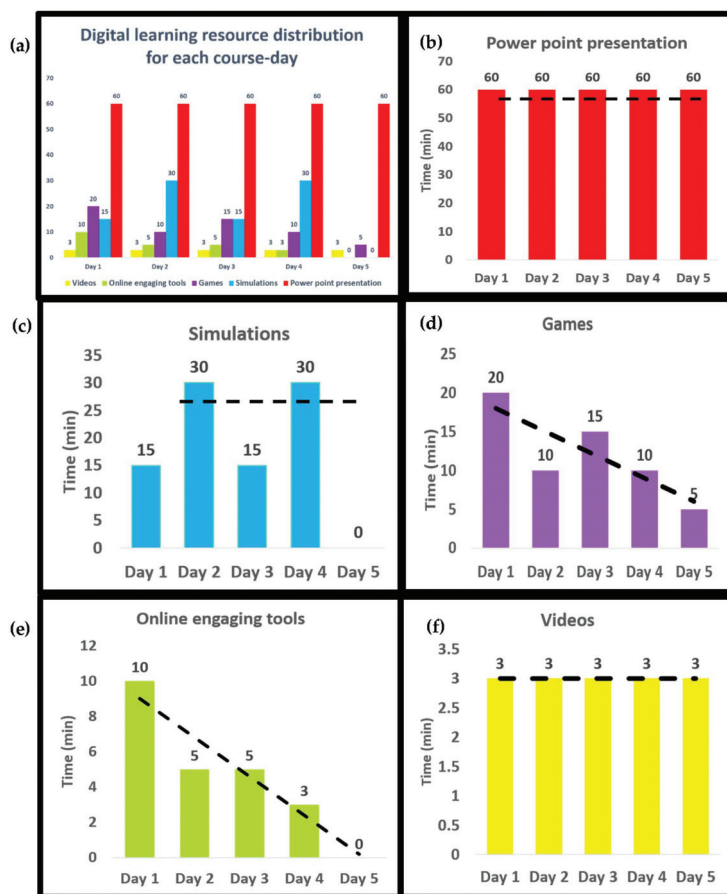 (a)
Digital learning resource distribution
for each course-day
70
60
50
40
30
20
10
0
3 10 20 15 60
3 5 10 30 60
3 5 15 15 60
3 3 10 30 60
3 0 5 0 60
Day 1 Day 2 Day 3 Day 4 Day 5
Videos Online engaging tools Games Simulations Power point presentation
(b)
Power point presentation
Time (min)
70
60
50
40
30
20
10
0
60 60 60 60 60
Day 1 Day 2 Day 3 Day 4 Day 5
(c)
Simulations
Time (min)
35
30
25
20
15
10
5
0
15 30 15 30 0
Day 1 Day 2 Day 3 Day 4 Day 5
(d)
Games
Time (min)
25
20
15
10
5
0
20 10 15 10 5
Day 1 Day 2 Day 3 Day 4 Day 5
(e)
Online engaging tools
Time (min)
12
10
8
6
4
2
0
10 5 5 3 0
Day 1 Day 2 Day 3 Day 4 Day 5
(f)
Videos
Time (min)
3.5
3
2.5
2
1.5
1
0.5
0
3 3 3 3 3
Day 1 Day 2 Day 3 Day 4 Day 5